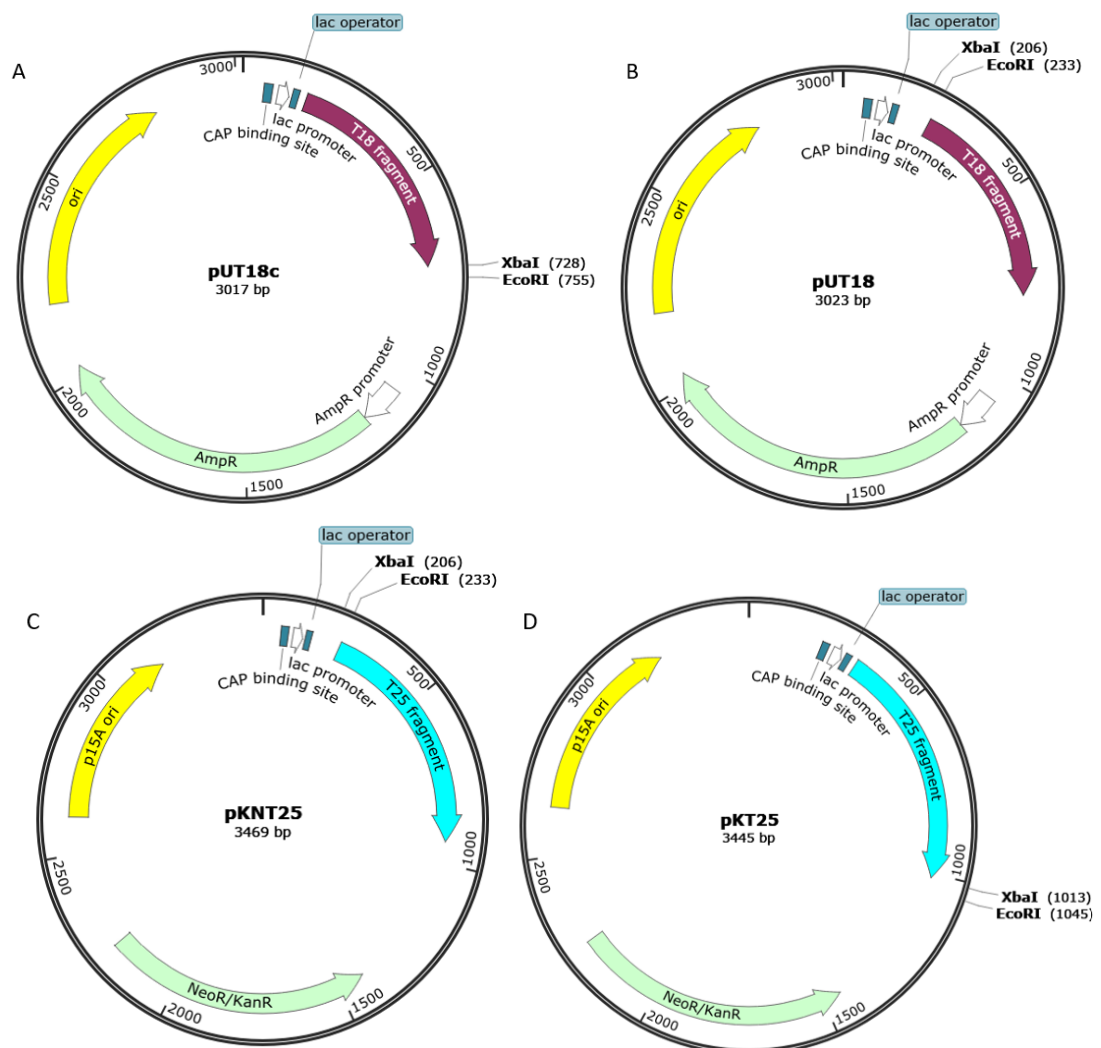 A
lac operator
3000
CAP binding site
lac promoter
T18 fragment
500
XbaI (728)
EcoRI (755)
1000
AmpR promoter
AmpR
1500
2000
2500
ori
pUT18c
3017 bp
B
lac operator
XbaI (206)
EcoRI (233)
3000
CAP binding site
lac promoter
T18 fragment
500
1000
AmpR promoter
AmpR
1500
2000
2500
ori
pUT18
3023 bp
C
lac operator
XbaI (206)
EcoRI (233)
CAP binding site
lac promoter
T25 fragment
500
1000
1500
NeoR/KanR
2000
2500
3000
p15A ori
pKNT25
3469 bp
D
lac operator
CAP binding site
lac promoter
T25 fragment
500
1000
XbaI (1013)
EcoRI (1045)
1500
NeoR/KanR
2000
2500
3000
p15A ori
pKT25
3445 bp